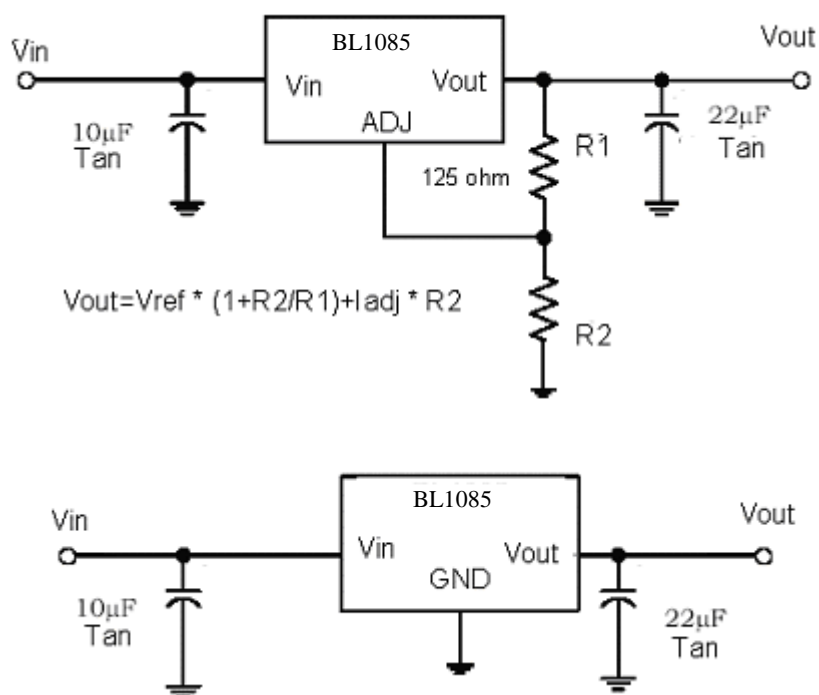 BL1085
Vin
Vout
Vin
Vout
ADJ
10µF
Tan
125 ohm
R1
22µF
Tan
Vout=Vref * (1+R2/R1)+Iadj * R2
R2
BL1085
Vin
Vout
Vin
Vout
GND
10µF
Tan
22µF
Tan